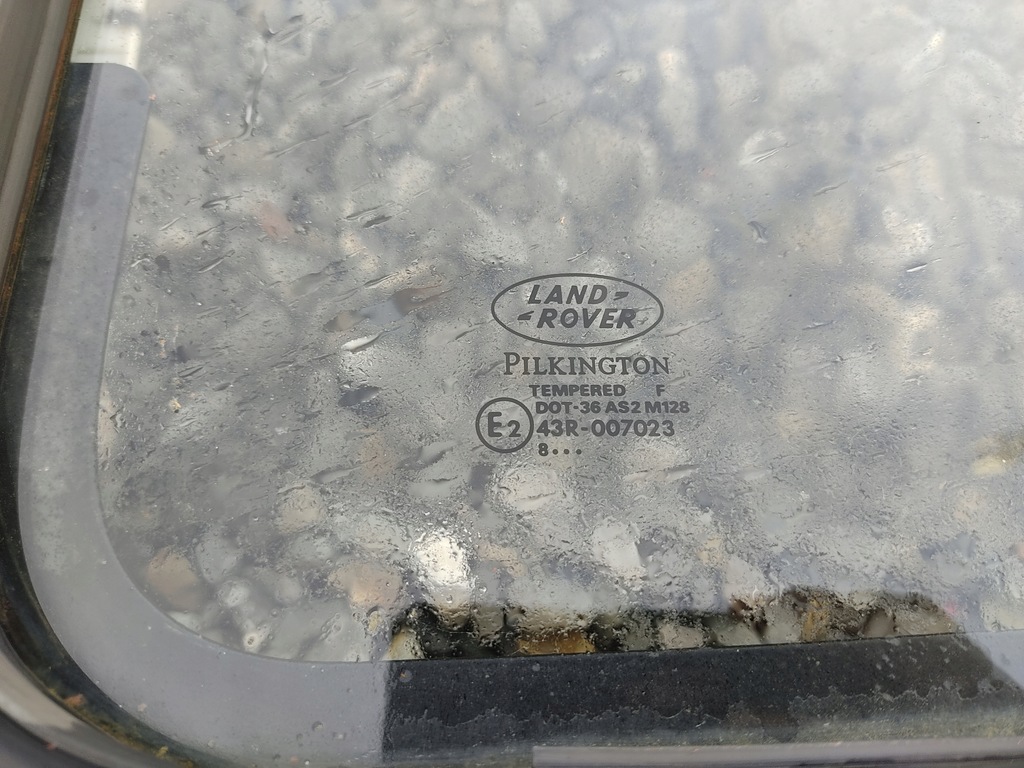 LAND-
-ROVER
PILKINGTON
TEMPERED F
DOT-36 AS2 M128
E2 43R-007023
8...